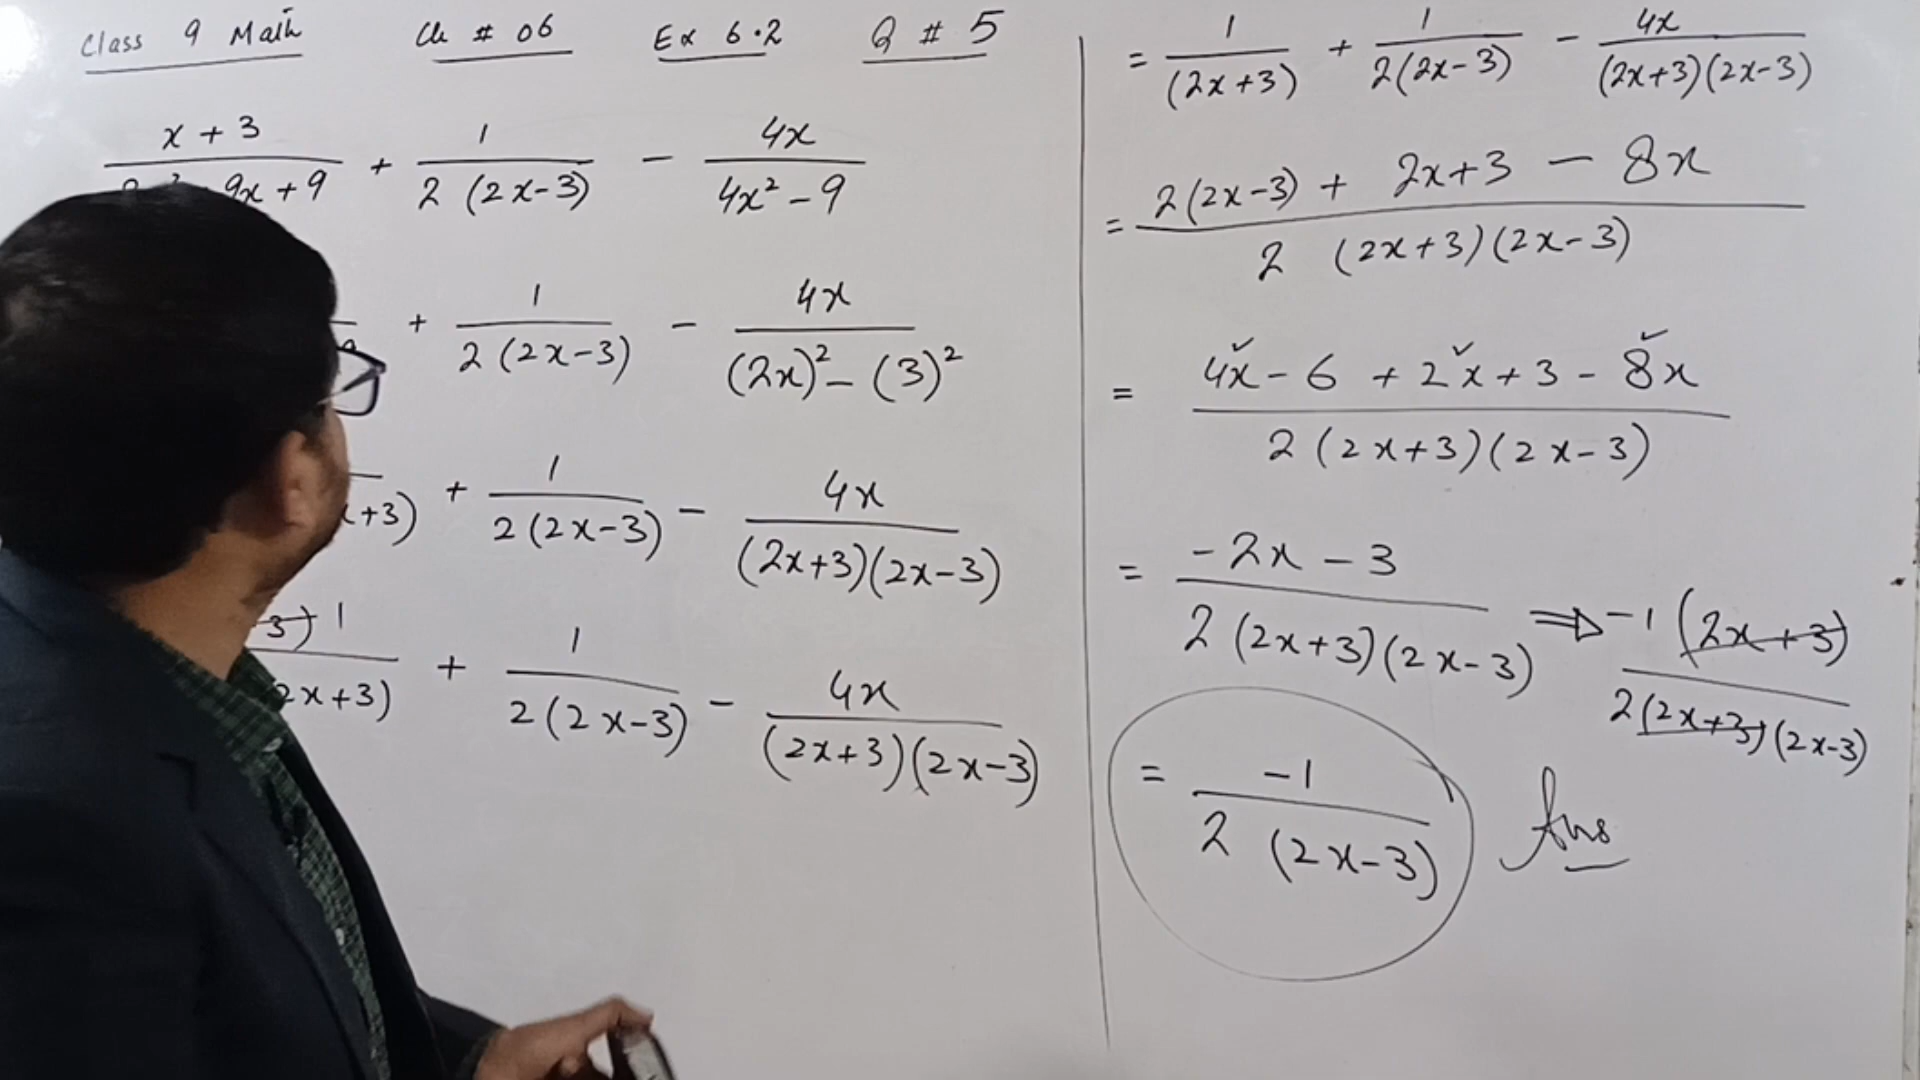 Class 9 Math Ch # 06 Ex 6.2 Q # 5
x + 3 / 9x + 9 + 1 / 2 (2x-3) - 4x / 4x² - 9
+ 1 / 2 (2x-3) - 4x / (2x)² - (3)²
+3) + 1 / 2 (2x-3) - 4x / (2x+3)(2x-3)
3) 1 / 2x+3) + 1 / 2 (2x-3) - 4x / (2x+3)(2x-3)
= 1 / (2x+3) + 1 / 2(2x-3) - 4x / (2x+3)(2x-3)
= 2(2x-3) + 2x+3 - 8x / 2 (2x+3)(2x-3)
= 4x - 6 + 2x + 3 - 8x / 2 (2x+3)(2x-3)
= -2x - 3 / 2 (2x+3)(2x-3) ⇒ -1 (2x+3) / 2(2x+3)(2x-3)
= -1 / 2 (2x-3) Ans